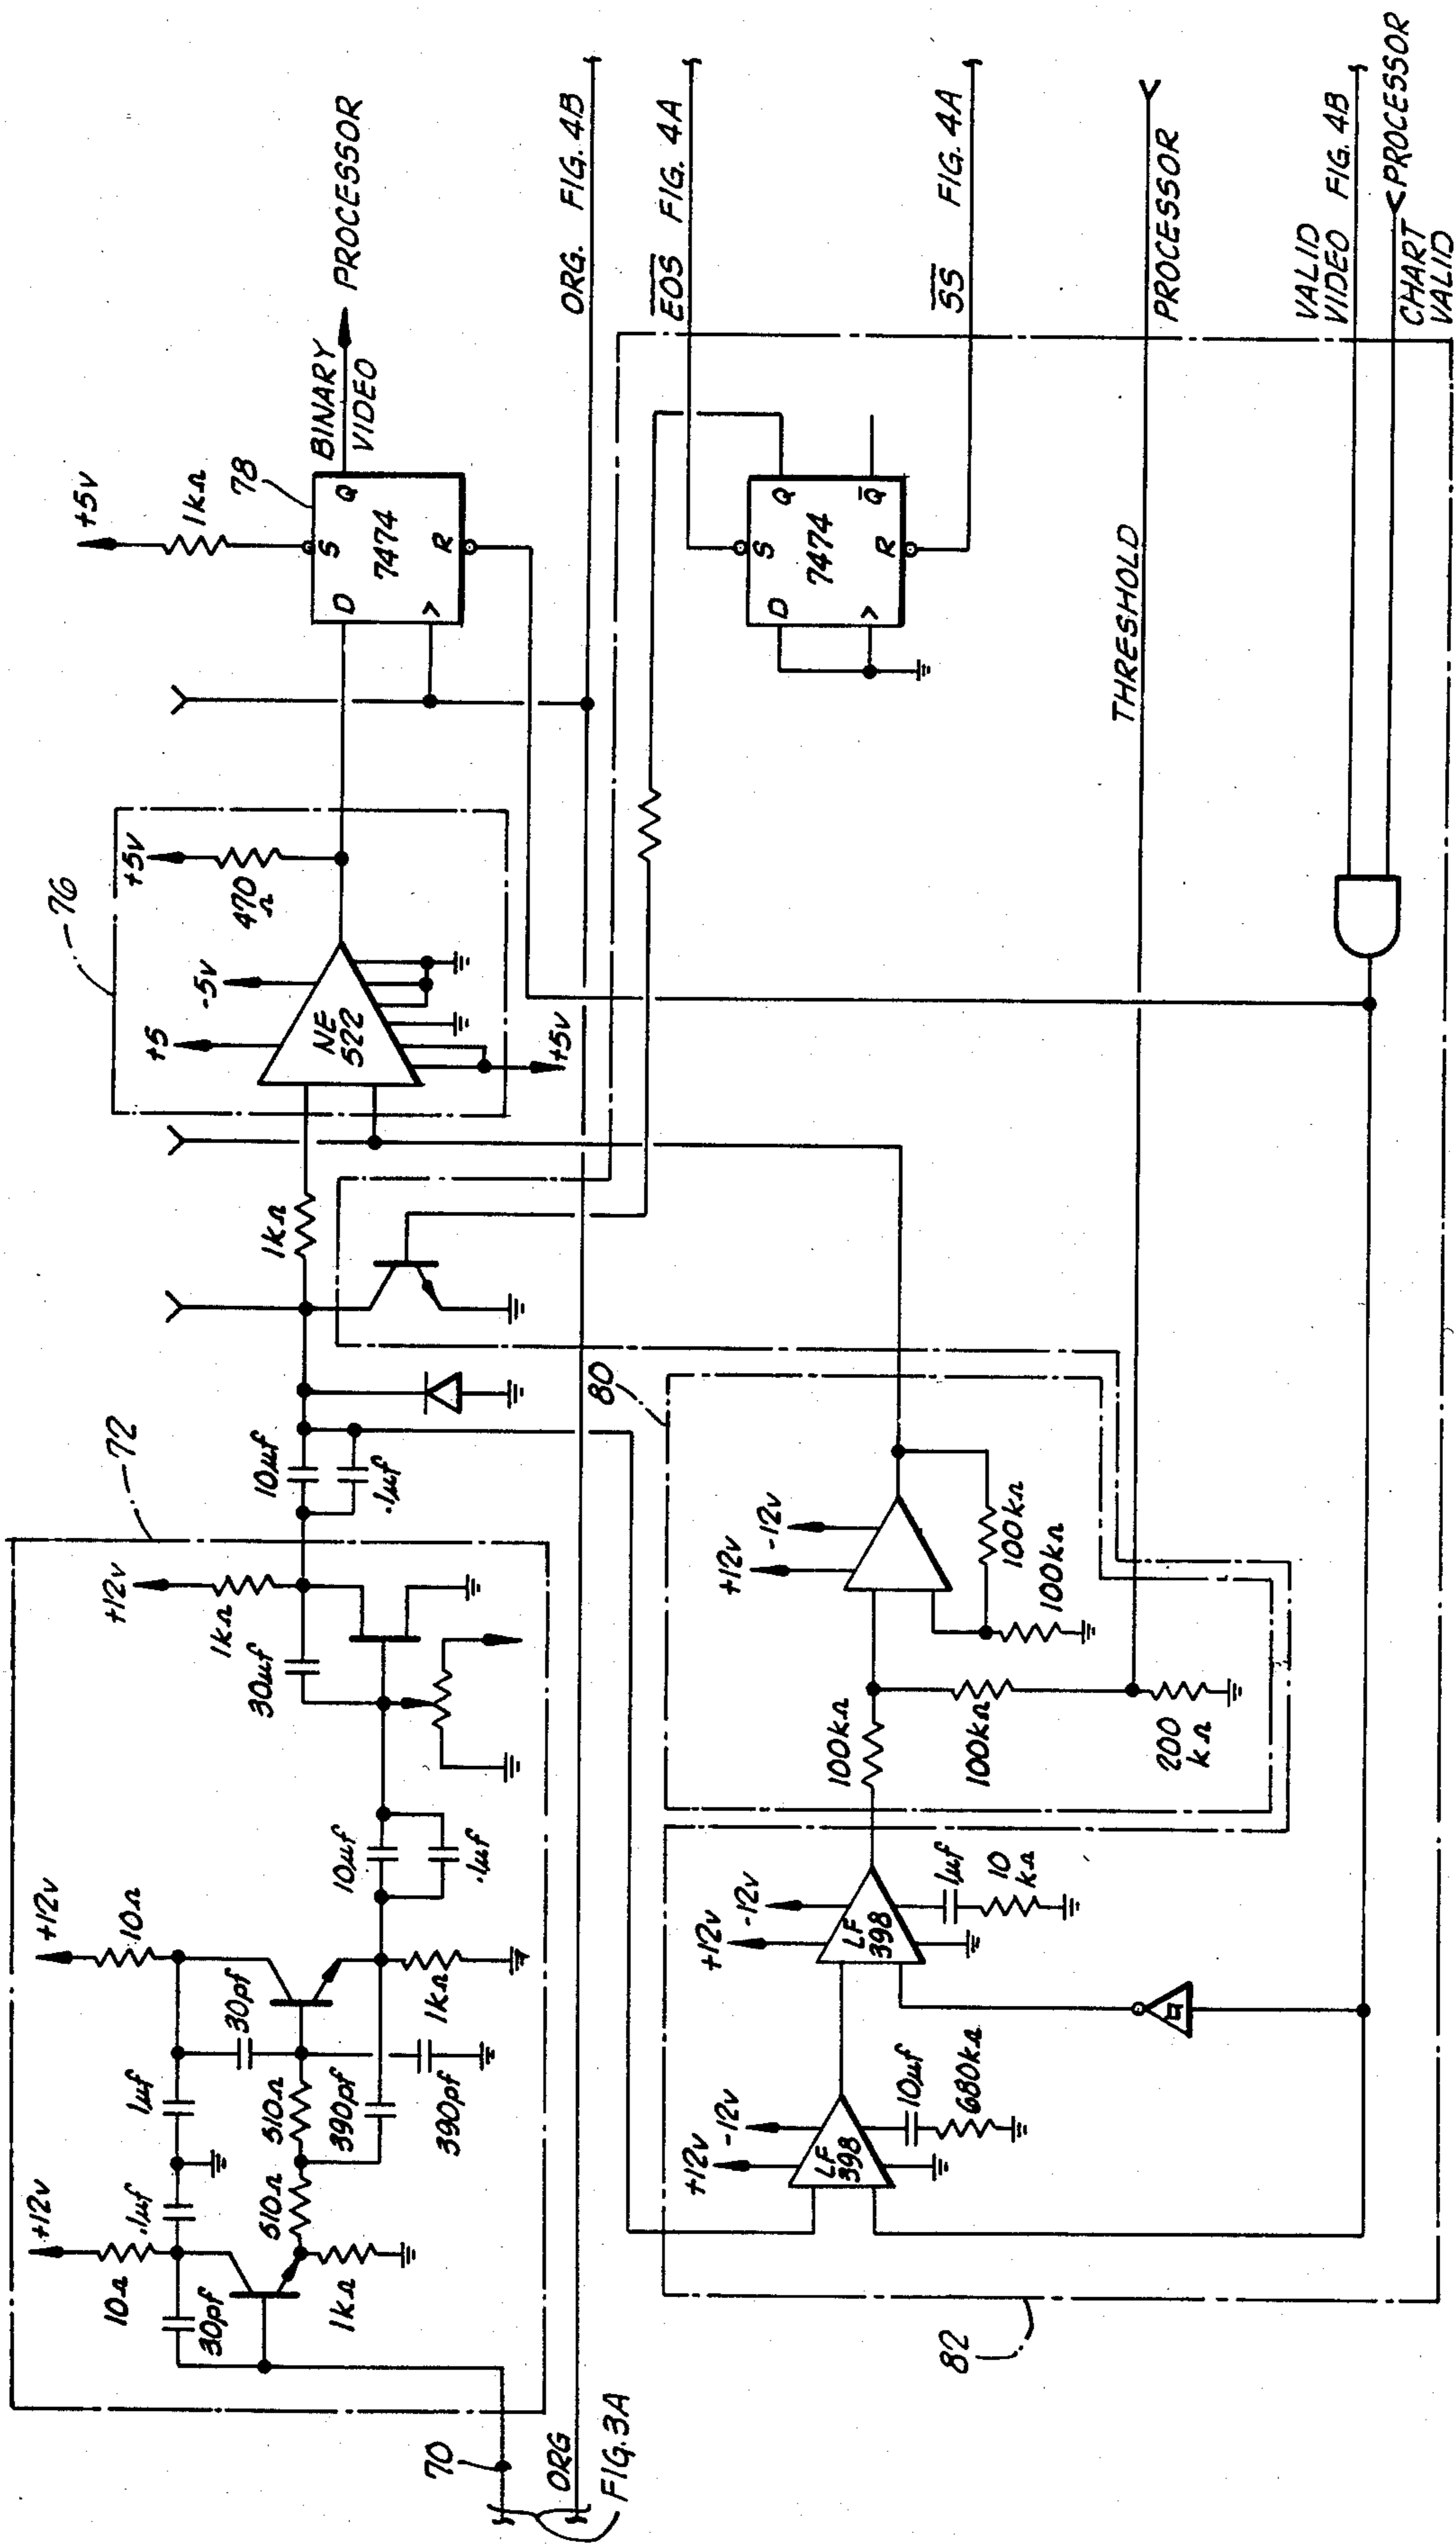 +12v
10Ω
.1µf
1µf
+12v
10Ω
30pf
30pf
510Ω
510Ω
1kΩ
390pf
390pf
1kΩ
10µf
.1µf
30µf
1kΩ
+12v
72
10µf
.1µf
1kΩ
76
+5
-5v
NE
522
+5v
470
Ω
+5v
+5v
1kΩ
78
D
S
Q
7474
R
BINARY
VIDEO
PROCESSOR
70
ORG
FIG. 3A
ORG. FIG. 4B
EOS FIG. 4A
D
S
Q
7474
R
Q
SS FIG. 4A
80
+12v
-12v
100kΩ
100kΩ
100kΩ
100kΩ
200
kΩ
THRESHOLD
PROCESSOR
82
+12v
-12v
LF
398
10µf
680kΩ
+12v
-12v
LF
398
1µf
10
kΩ
VALID
VIDEO FIG. 4B
CHART
VALID
PROCESSOR